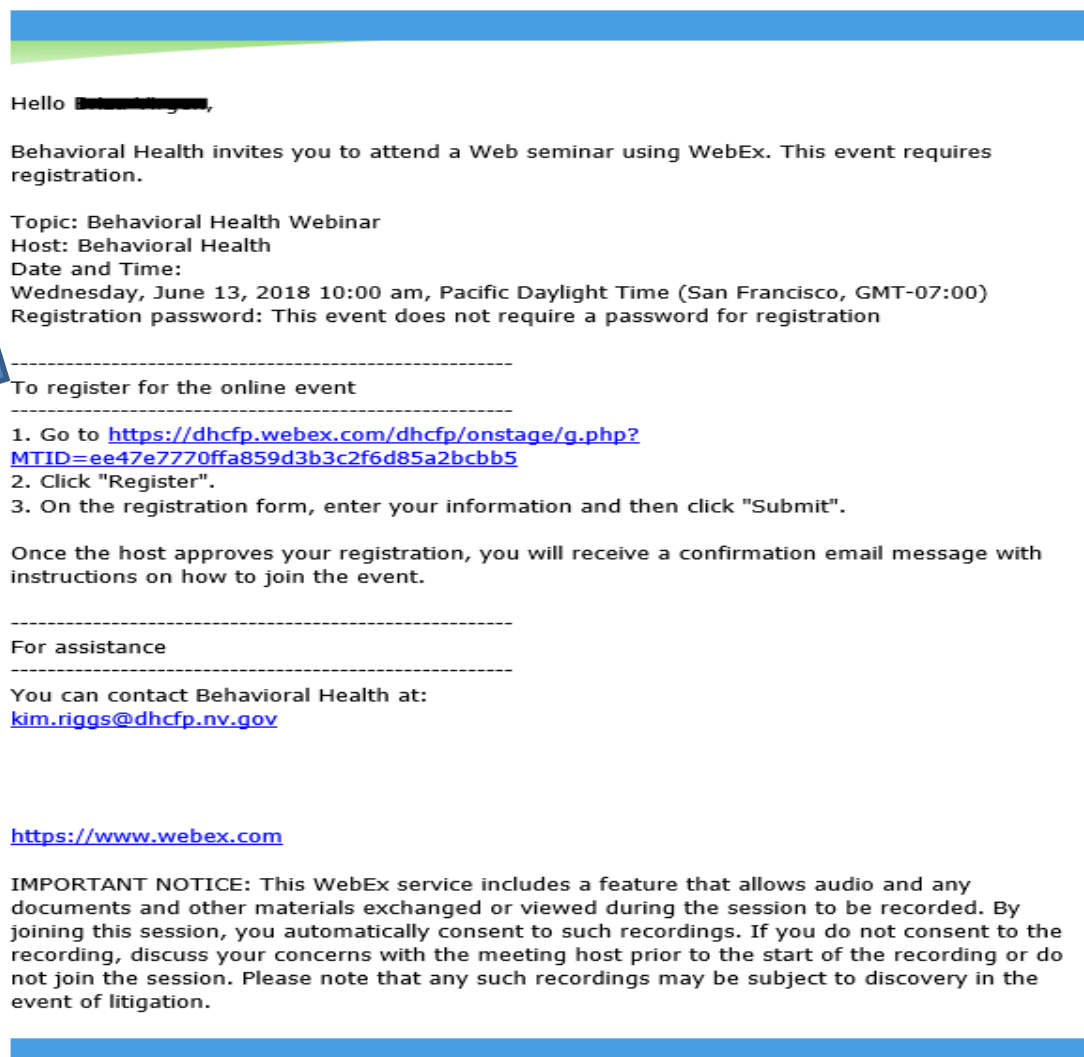 Hello ,
Behavioral Health invites you to attend a Web seminar using WebEx. This event requires
registration.
Topic: Behavioral Health Webinar
Host: Behavioral Health
Date and Time:
Wednesday, June 13, 2018 10:00 am, Pacific Daylight Time (San Francisco, GMT-07:00)
Registration password: This event does not require a password for registration
-------------------------------------------------------
To register for the online event
-------------------------------------------------------
1. Go to https://dhcfp.webex.com/dhcfp/onstage/g.php?
MTID=ee47e7770ffa859d3b3c2f6d85a2bcbb5
2. Click "Register".
3. On the registration form, enter your information and then click "Submit".
Once the host approves your registration, you will receive a confirmation email message with
instructions on how to join the event.
-------------------------------------------------------
For assistance
-------------------------------------------------------
You can contact Behavioral Health at:
kim.riggs@dhcfp.nv.gov
https://www.webex.com
IMPORTANT NOTICE: This WebEx service includes a feature that allows audio and any
documents and other materials exchanged or viewed during the session to be recorded. By
joining this session, you automatically consent to such recordings. If you do not consent to the
recording, discuss your concerns with the meeting host prior to the start of the recording or do
not join the session. Please note that any such recordings may be subject to discovery in the
event of litigation.